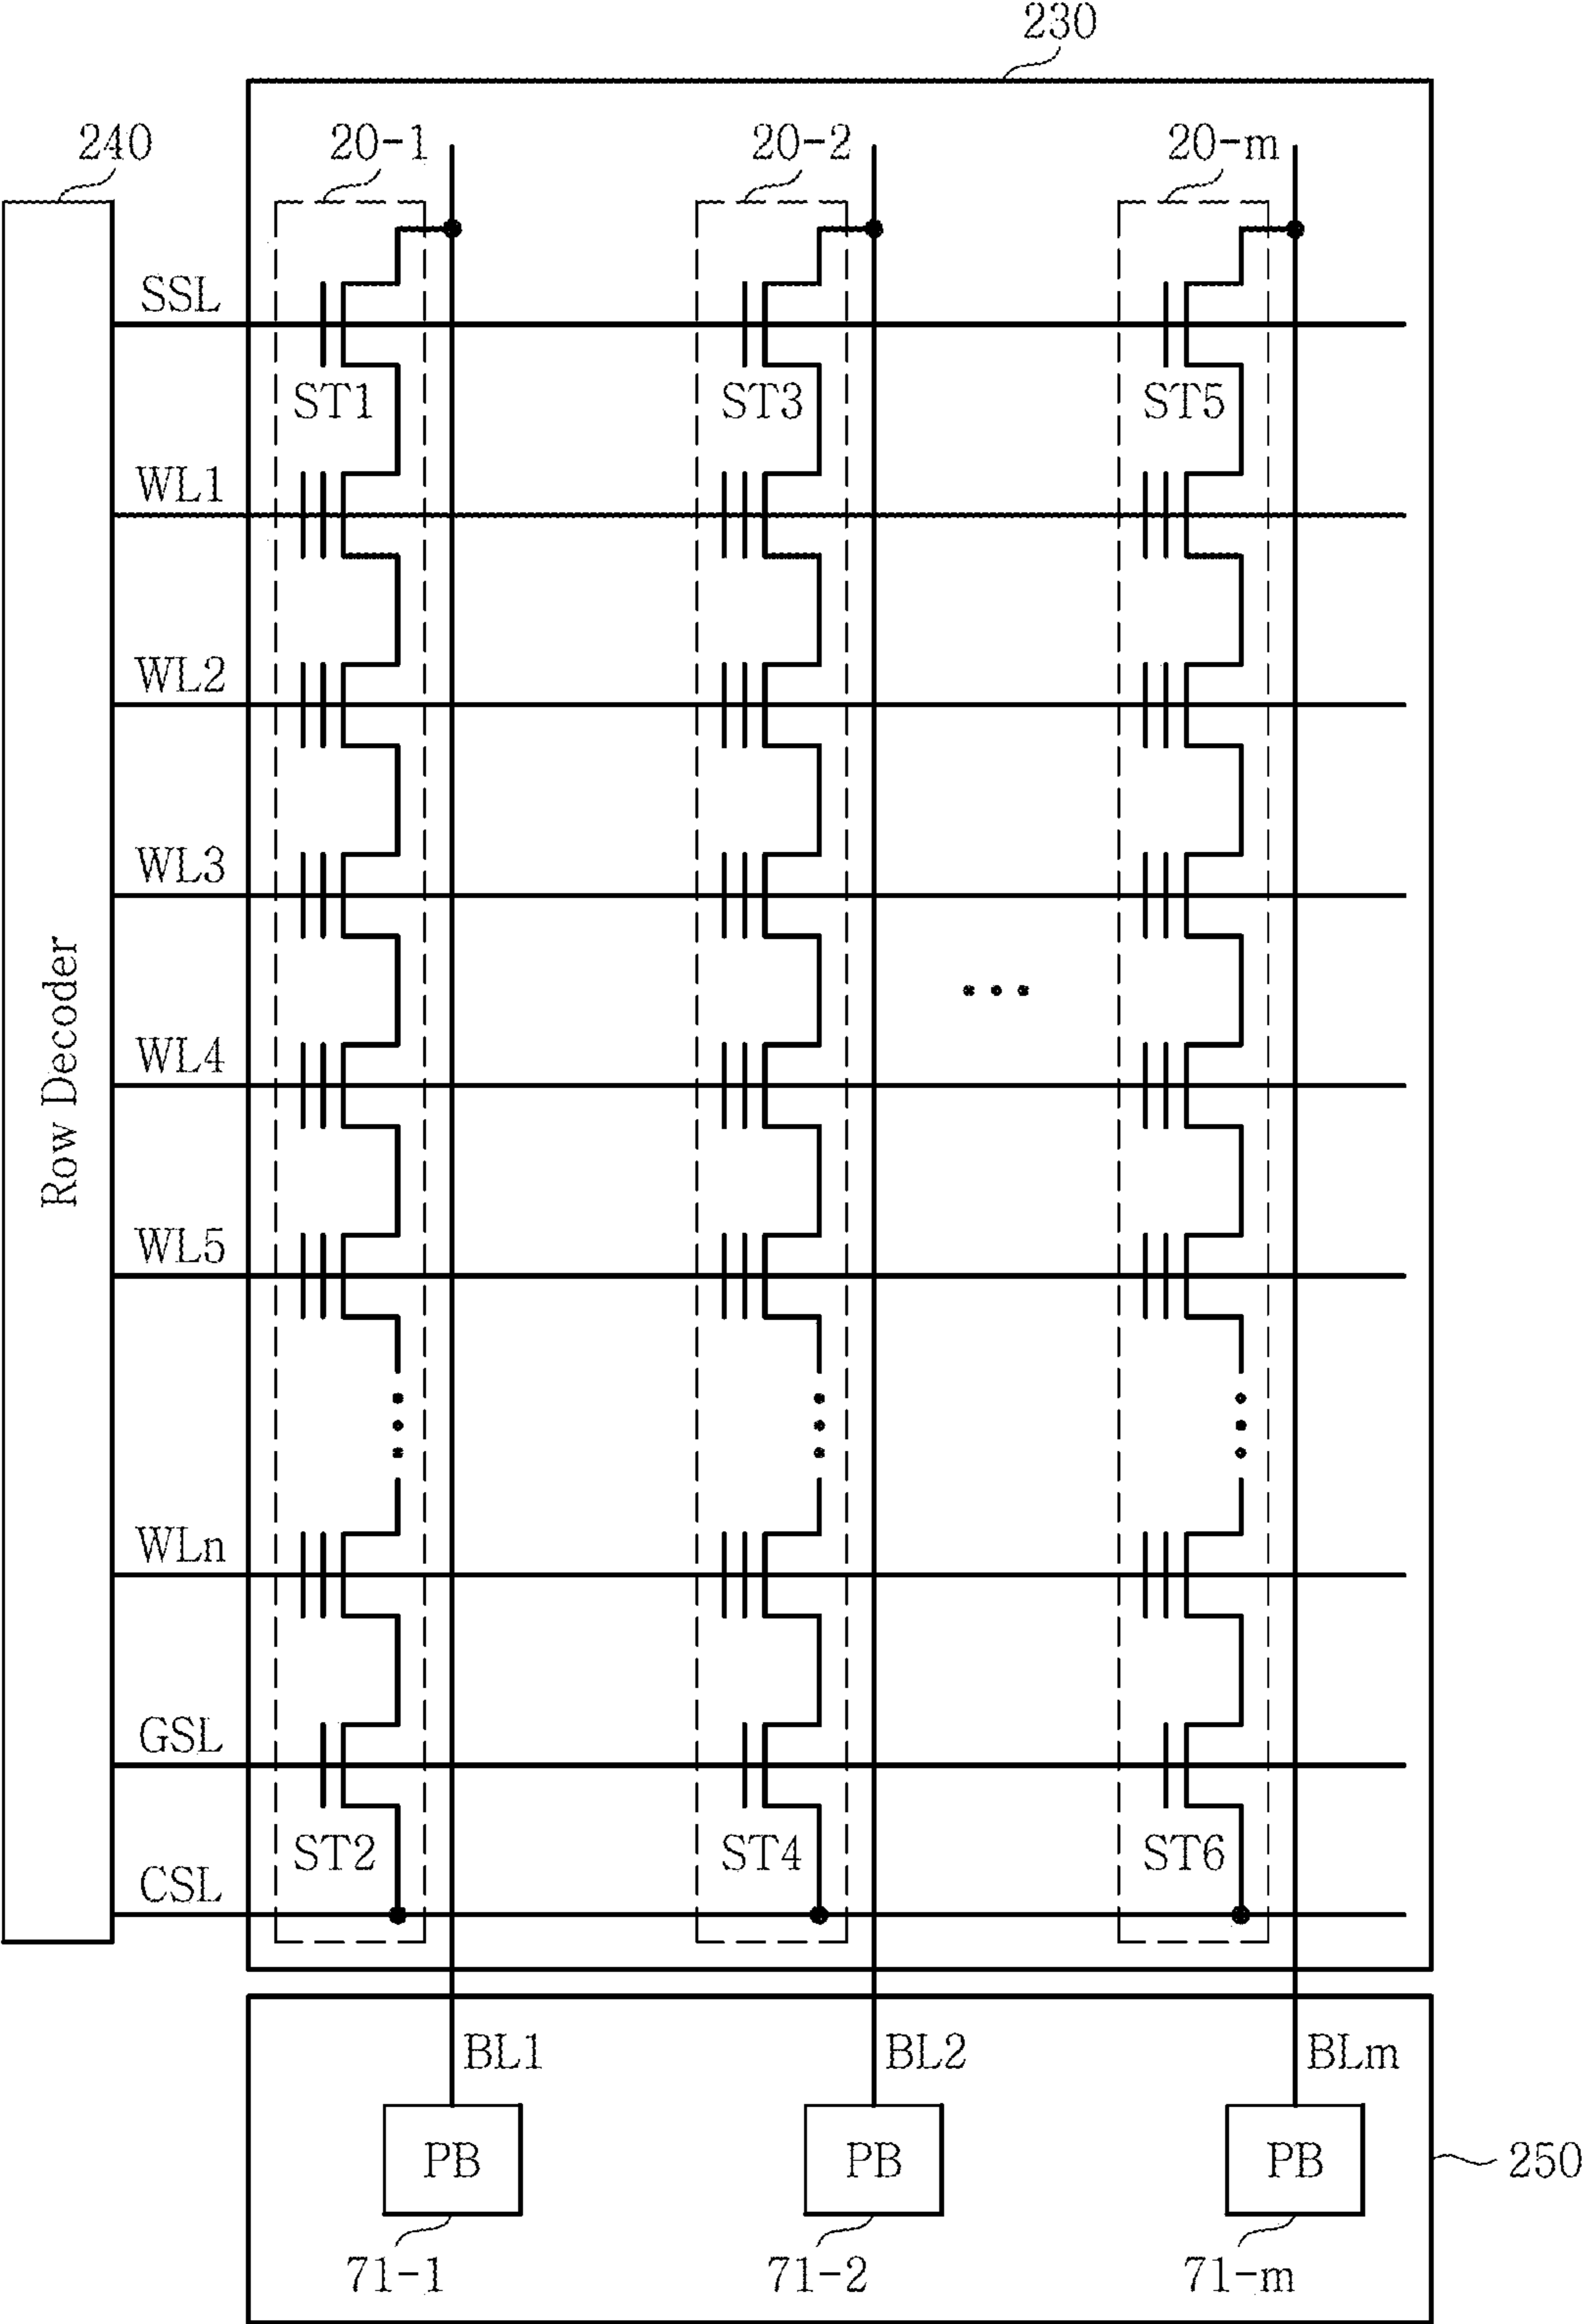 230
240
20-1
20-2
20-m
SSL
ST1
ST3
ST5
WL1
WL2
WL3
Row Decoder
WL4
WL5
WLn
GSL
ST2
ST4
ST6
CSL
BL1
BL2
BLm
PB
PB
PB
250
71-1
71-2
71-m